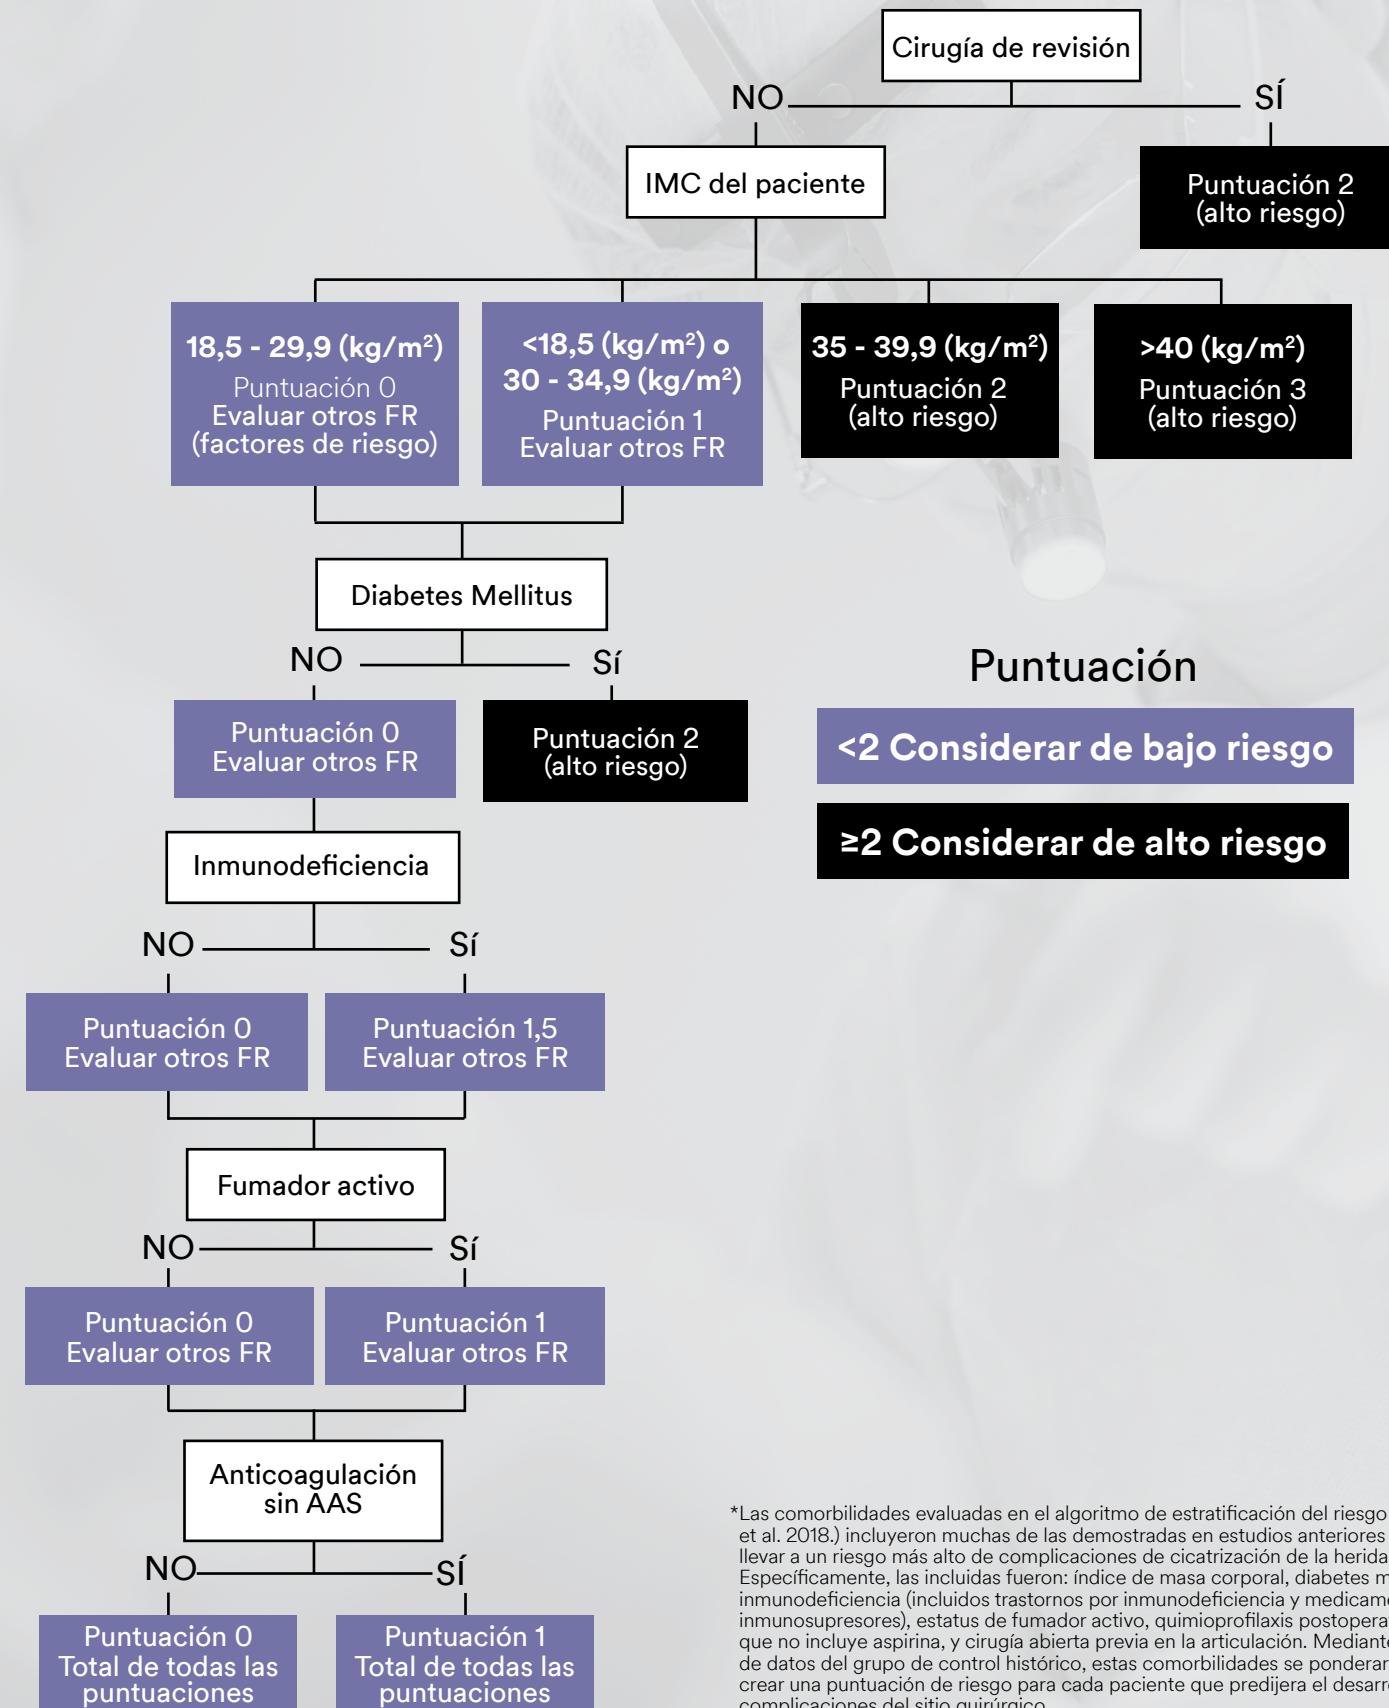 Cirugía de revisión
NO
SÍ
IMC del paciente
Puntuación 2
(alto riesgo)
18,5 - 29,9 (kg/m²)
Puntuación 0
Evaluar otros FR
(factores de riesgo)
<18,5 (kg/m²) o
30 - 34,9 (kg/m²)
Puntuación 1
Evaluar otros FR
35 - 39,9 (kg/m²)
Puntuación 2
(alto riesgo)
>40 (kg/m²)
Puntuación 3
(alto riesgo)
Diabetes Mellitus
NO
Sí
Puntuación 0
Evaluar otros FR
Puntuación 2
(alto riesgo)
Puntuación
<2 Considerar de bajo riesgo
≥2 Considerar de alto riesgo
Inmunodeficiencia
NO
Sí
Puntuación 0
Evaluar otros FR
Puntuación 1,5
Evaluar otros FR
Fumador activo
NO
Sí
Puntuación 0
Evaluar otros FR
Puntuación 1
Evaluar otros FR
Anticoagulación
sin AAS
NO
SÍ
Puntuación 0
Total de todas las
puntuaciones
Puntuación 1
Total de todas las
puntuaciones
*Las comorbilidades evaluadas en el algoritmo de estratificación del riesgo
et al. 2018.) incluyeron muchas de las demostradas en estudios anteriores
llevar a un riesgo más alto de complicaciones de cicatrización de la herida
Específicamente, las incluidas fueron: índice de masa corporal, diabetes m
inmunodeficiencia (incluidos trastornos por inmunodeficiencia y medicame
inmunosupresores), estatus de fumador activo, quimioprofilaxis postopera
que no incluye aspirina, y cirugía abierta previa en la articulación. Mediante
de datos del grupo de control histórico, estas comorbilidades se ponderar
crear una puntuación de riesgo para cada paciente que predijera el desarr
complicaciones del sitio quirúrgico